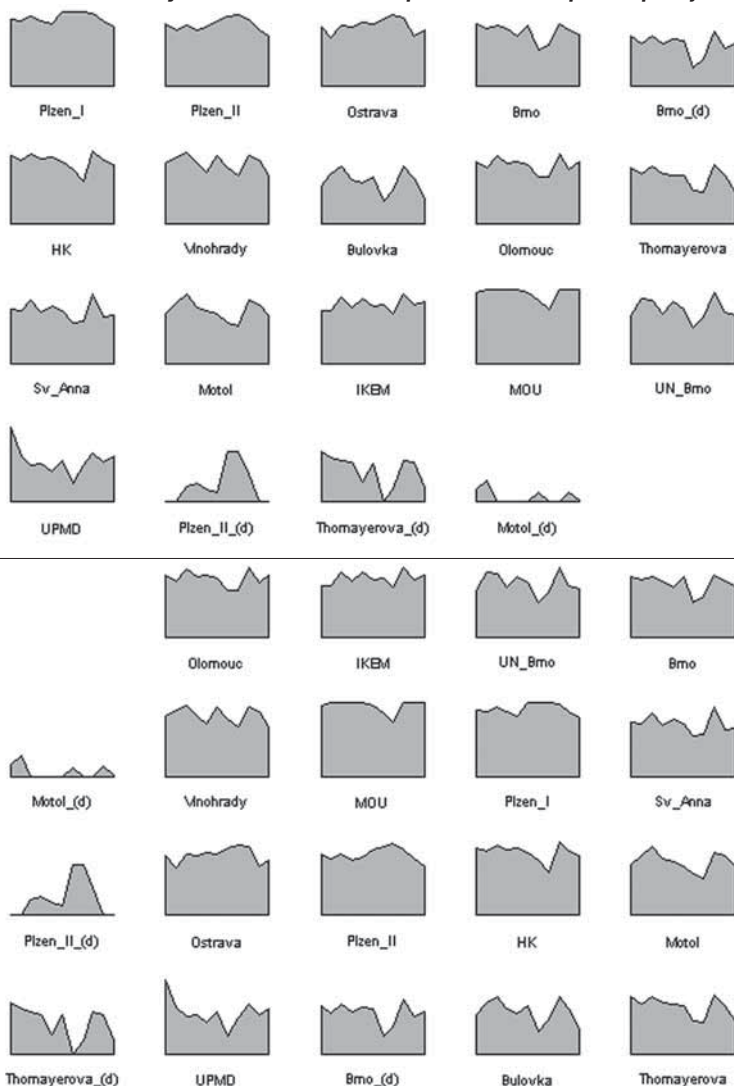 Plzen_I Plzen_II Ostrava Brno Brno_(d)
HK Vinohrady Bulovka Olomouc Thomayerova
Sv_Anna Motol IKEM MOU UN_Brno
UPMD Plzen_II_(d) Thomayerova_(d) Motol_(d)
Olomouc IKEM UN_Brno Brno
Motol_(d) Vinohrady MOU Plzen_I Sv_Anna
Plzen_II_(d) Ostrava Plzen_II HK Motol
Thomayerova_(d) UPMD Brno_(d) Bulovka Thomayerova